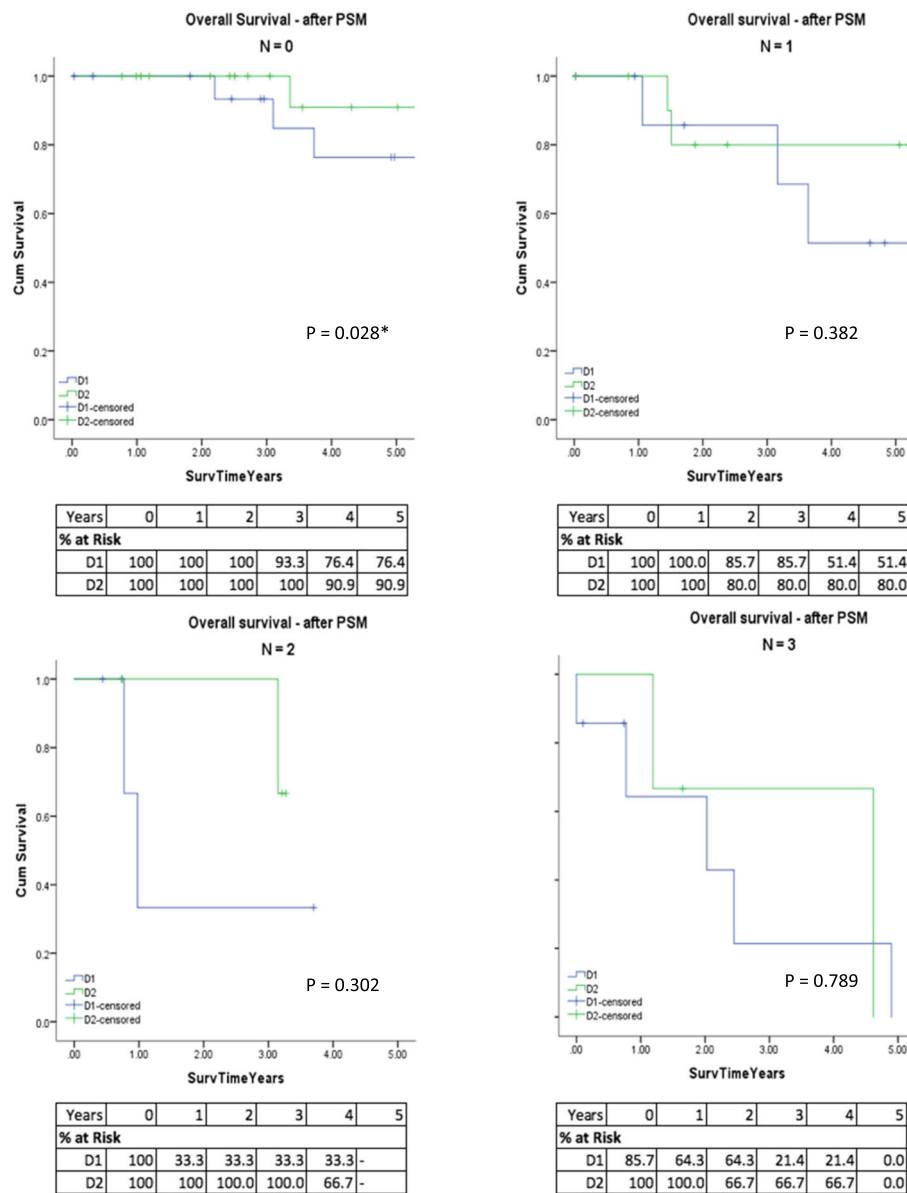 Overall Survival - after PSM
N = 0
1.0
0.8
0.6
0.4
0.2
0.0
Cum Survival
P = 0.028*
D1
D2
D1-censored
D2-censored
.00 1.00 2.00 3.00 4.00 5.00
SurvTimeYears
Years 0 1 2 3 4 5
% at Risk
D1 100 100 100 93.3 76.4 76.4
D2 100 100 100 100 90.9 90.9
Overall survival - after PSM
N = 1
1.0
0.8
0.6
0.4
0.2
0.0
Cum Survival
P = 0.382
D1
D2
D1-censored
D2-censored
.00 1.00 2.00 3.00 4.00 5.00
SurvTimeYears
Years 0 1 2 3 4 5
% at Risk
D1 100 100.0 85.7 85.7 51.4 51.4
D2 100 100 80.0 80.0 80.0 80.0
Overall survival - after PSM
N = 2
1.0
0.8
0.6
0.4
0.2
0.0
Cum Survival
P = 0.302
D1
D2
D1-censored
D2-censored
.00 1.00 2.00 3.00 4.00 5.00
SurvTimeYears
Years 0 1 2 3 4 5
% at Risk
D1 100 33.3 33.3 33.3 33.3 -
D2 100 100 100.0 100.0 66.7 -
Overall survival - after PSM
N = 3
P = 0.789
D1
D2
D1-censored
D2-censored
.00 1.00 2.00 3.00 4.00 5.00
SurvTimeYears
Years 0 1 2 3 4 5
% at Risk
D1 85.7 64.3 64.3 21.4 21.4 0.0
D2 100 100.0 66.7 66.7 66.7 0.0